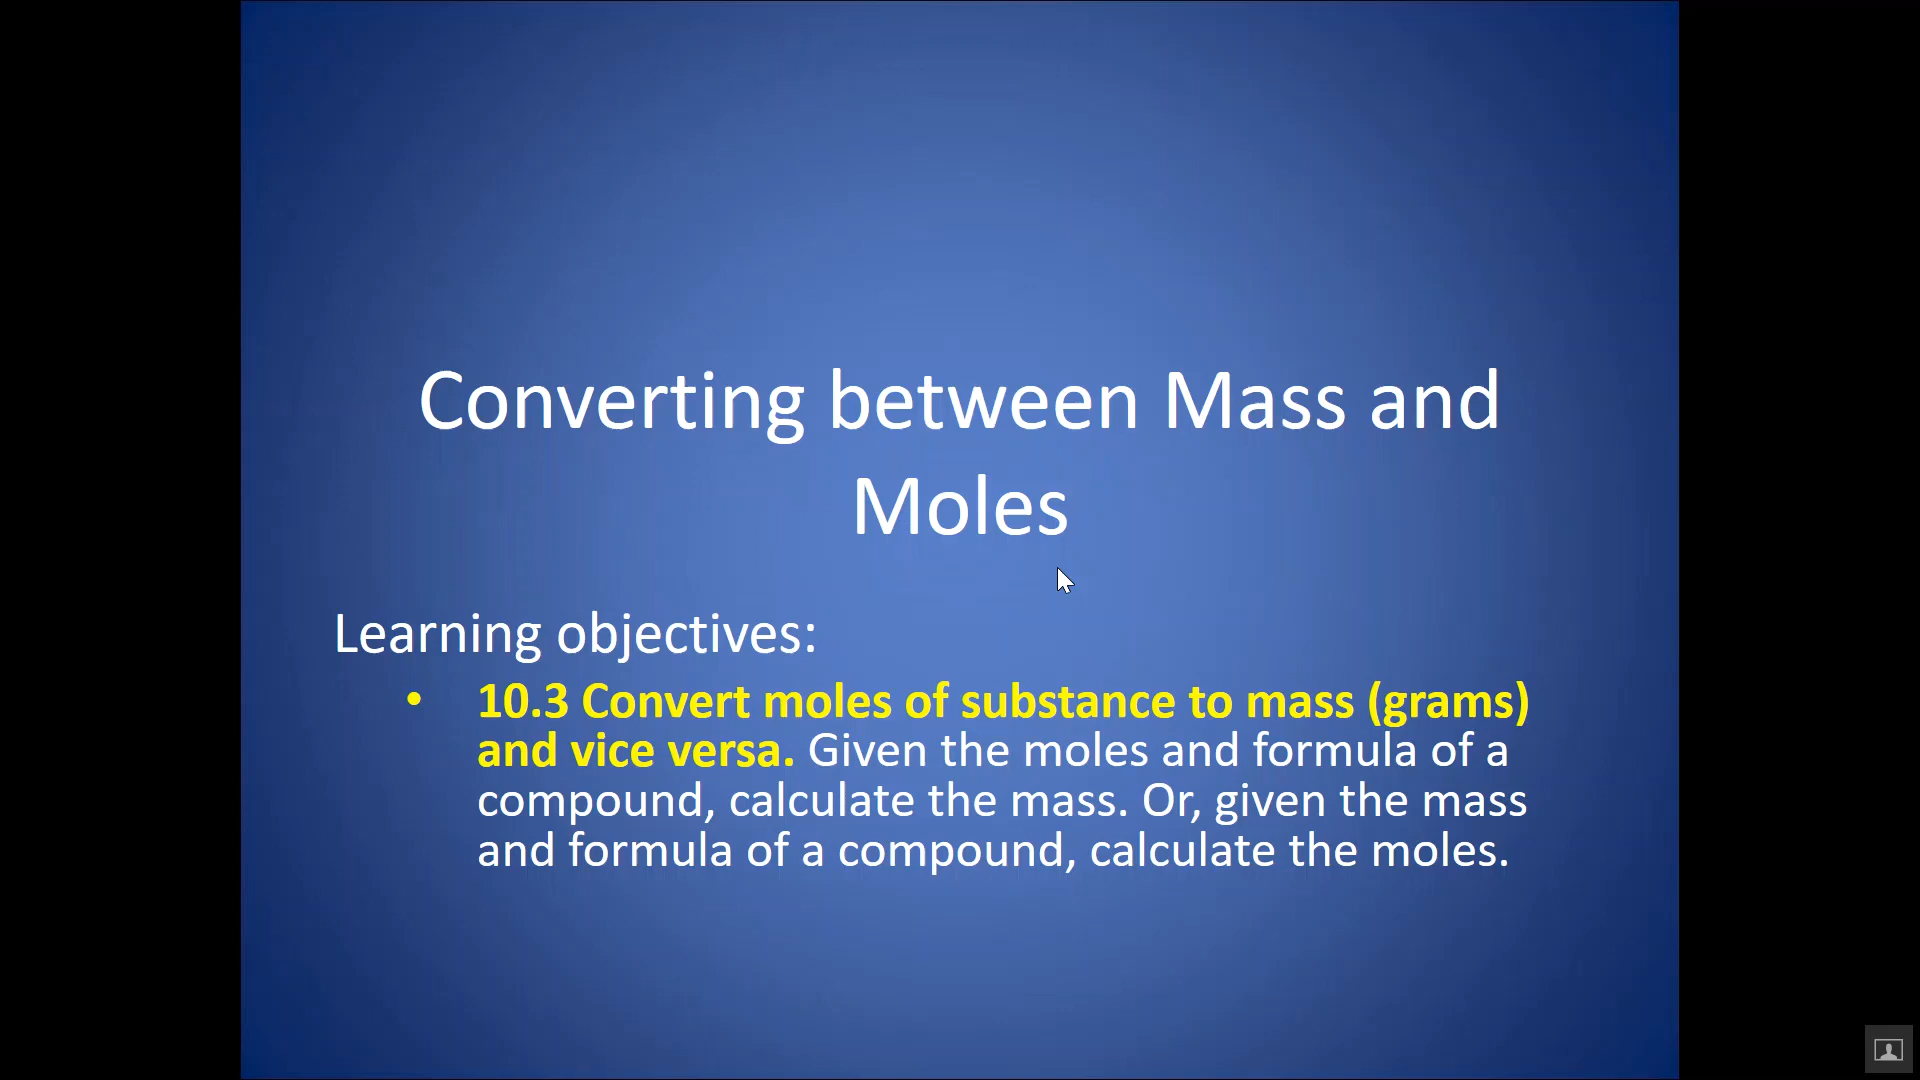 Converting between Mass and
Moles
Learning objectives:
• 10.3 Convert moles of substance to mass (grams)
and vice versa. Given the moles and formula of a
compound, calculate the mass. Or, given the mass
and formula of a compound, calculate the moles.